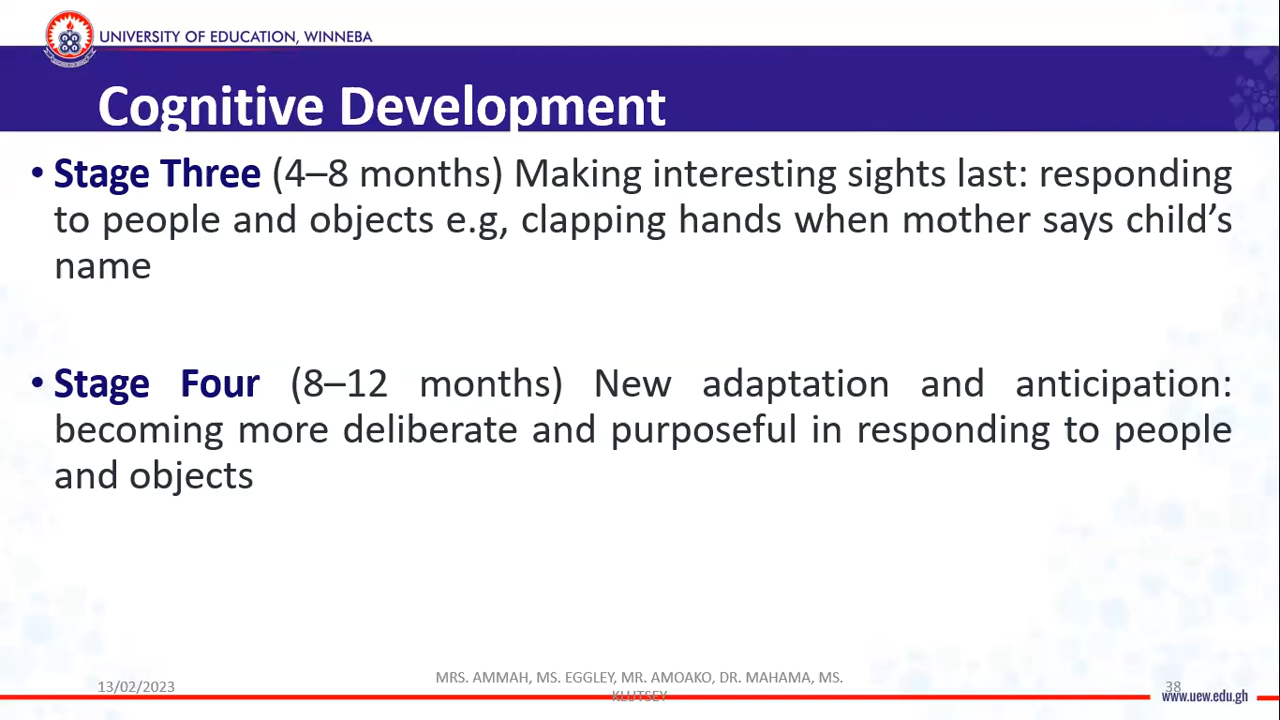 UNIVERSITY OF EDUCATION, WINNEBA
Cognitive Development
• Stage Three (4–8 months) Making interesting sights last: responding
to people and objects e.g, clapping hands when mother says child’s
name
• Stage Four (8–12 months) New adaptation and anticipation:
becoming more deliberate and purposeful in responding to people
and objects
13/02/2023
MRS. AMMAH, MS. EGGLEY, MR. AMOAKO, DR. MAHAMA, MS.
KLUTSEY
38
www.uew.edu.gh